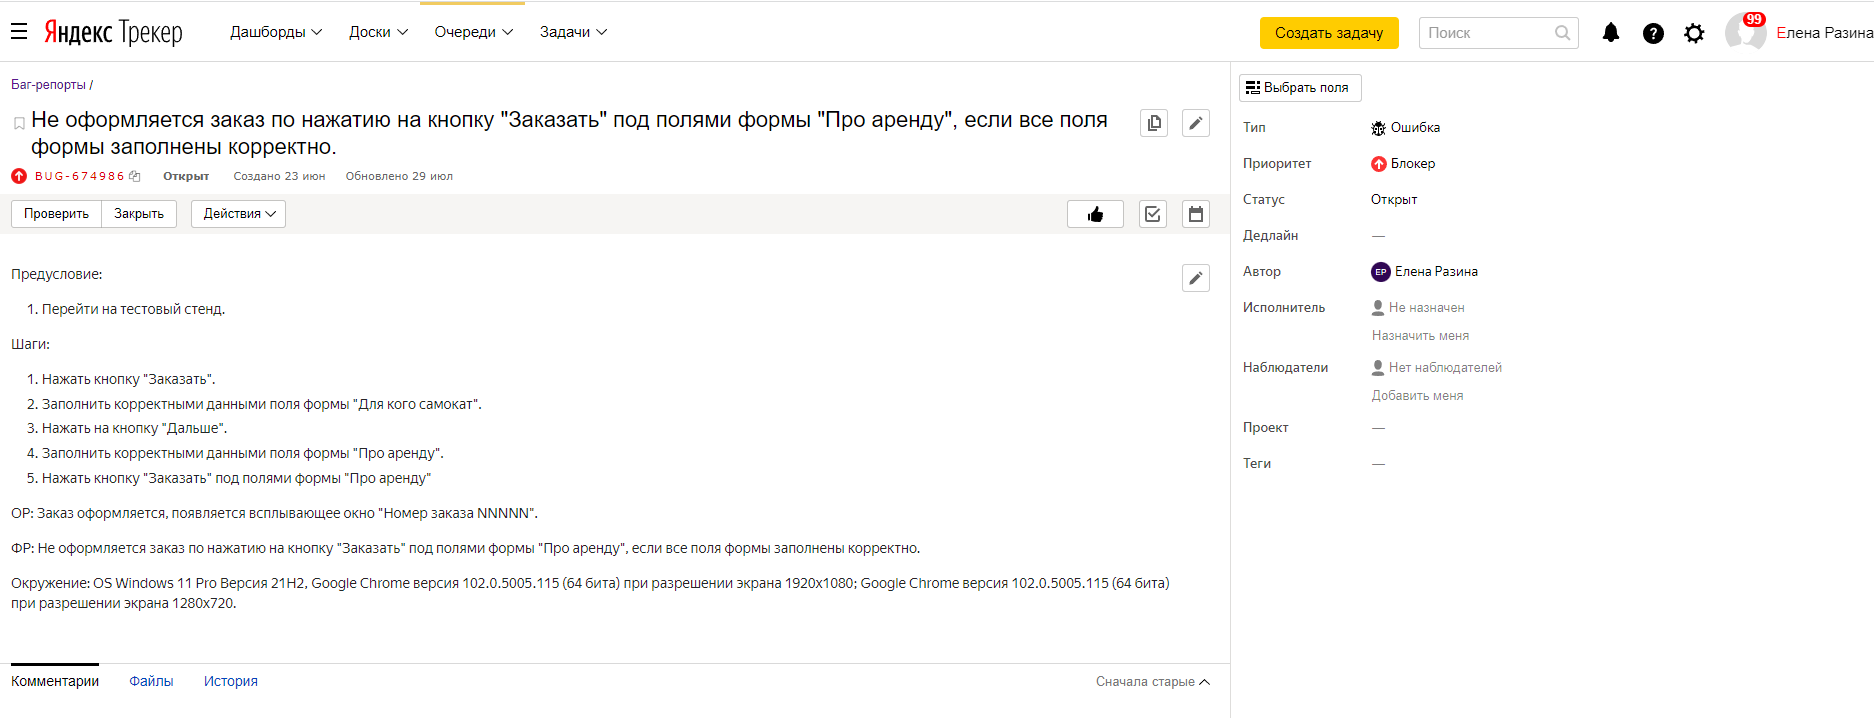 Яндекс Трекер
Дашборды
Доски
Очереди
Задачи
Создать задачу
Поиск
99
Елена Разина
Баг-репорты /
Не оформляется заказ по нажатию на кнопку "Заказать" под полями формы "Про аренду", если все поля
формы заполнены корректно.
BUG-674986 Открыт Создано 23 июн Обновлено 29 июл
Проверить Закрыть Действия
Предусловие:
1. Перейти на тестовый стенд.
Шаги:
1. Нажать кнопку "Заказать".
2. Заполнить корректными данными поля формы "Для кого самокат".
3. Нажать на кнопку "Дальше".
4. Заполнить корректными данными поля формы "Про аренду".
5. Нажать кнопку "Заказать" под полями формы "Про аренду"
ОР: Заказ оформляется, появляется всплывающее окно "Номер заказа NNNNN".
ФР: Не оформляется заказ по нажатию на кнопку "Заказать" под полями формы "Про аренду", если все поля формы заполнены корректно.
Окружение: OS Windows 11 Pro Версия 21H2, Google Chrome версия 102.0.5005.115 (64 бита) при разрешении экрана 1920x1080; Google Chrome версия 102.0.5005.115 (64 бита)
при разрешении экрана 1280x720.
Комментарии Файлы История Сначала старые
Выбрать поля
Тип Ошибка
Приоритет Блокер
Статус Открыт
Дедлайн —
Автор ЕР Елена Разина
Исполнитель Не назначен
Назначить меня
Наблюдатели Нет наблюдателей
Добавить меня
Проект —
Теги —